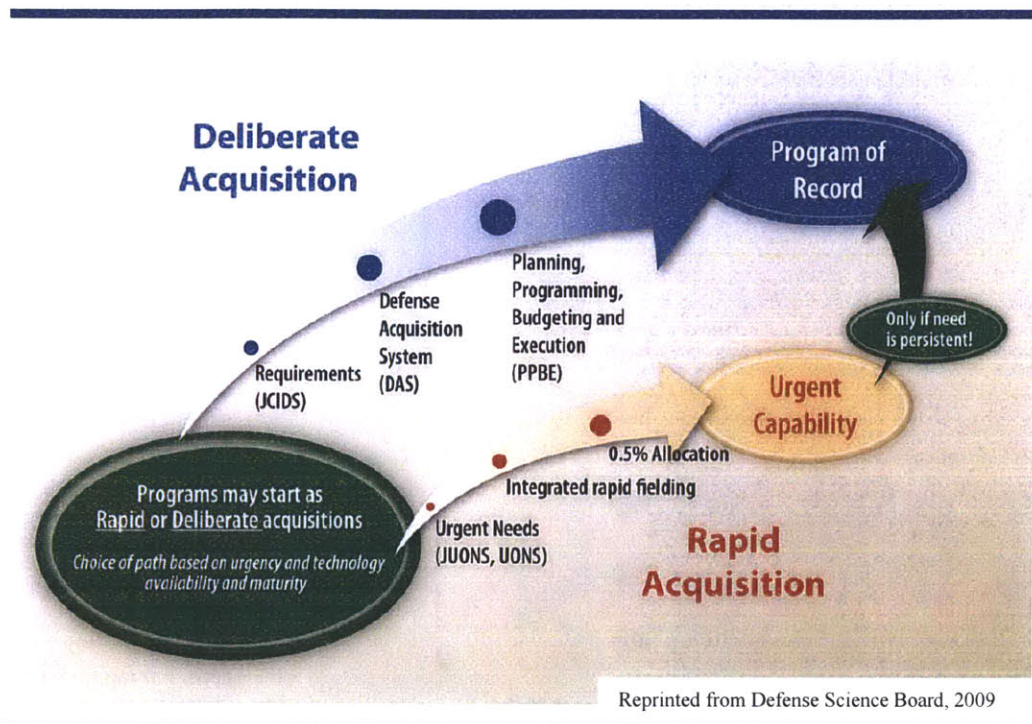 Deliberate
Acquisition
Program of
Record
Planning,
Programming,
Budgeting and
Execution
(PPBE)
Defense
Acquisition
System
(DAS)
Requirements
(JCIDS)
Only if need
is persistent!
Urgent
Capability
0.5% Allocation
Integrated rapid fielding
Urgent Needs
(JUONS, UONS)
Programs may start as
Rapid or Deliberate acquisitions
Choice of path based on urgency and technology
availability and maturity
Rapid
Acquisition
Reprinted from Defense Science Board, 2009